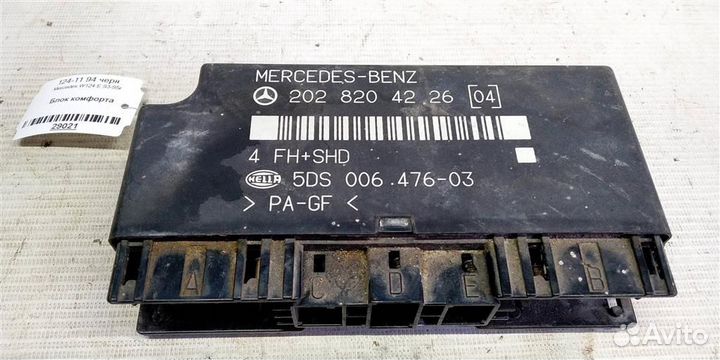 124-11.94 черн
Mercedes W124 E 93-95г
Блок комфорта
29021
MERCEDES-BENZ
202 820 42 26 04
4 FH+SHD
HELLA 5DS 006.476-03
> PA-GF <
A C D E B
Avito